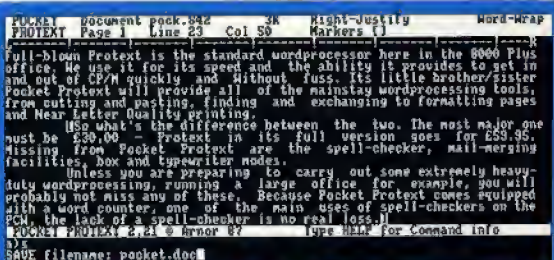 POCKET Document pock.842 3K Right-Justify Word-Wrap
PROTEXT Page 1 Line 23 Col 50 Markers []
Full-blown Protext is the standard wordprocessor here in the 8000 Plus
office. We use it for its speed and the ability it provides to get in
and out of CP/M quickly and without fuss. Its little brother/sister
Pocket Protext will provide all of the mainstay wordprocessing tools,
from cutting and pasting, finding and exchanging to formatting pages
and Near Letter Quality printing.
So what's the difference between the two. The most major one
must be £30.00 -- Protext in its full version goes for £59.95.
Missing from Pocket Protext are the spell-checker, mail-merging
facilities, box and typewriter modes.
Unless you are preparing to carry out some extremely heavy-
duty wordprocessing, running a large office for example, you will
probably not miss any of these. Because Pocket Protext comes equipped
with a word counter, one of the main uses of spell-checkers on the
PCW, the lack of a spell-checker is no real loss.
POCKET PROTEXT 2.21 © Arnor 87 Type HELP for Command info
a)s
SAVE filename: pocket.doc